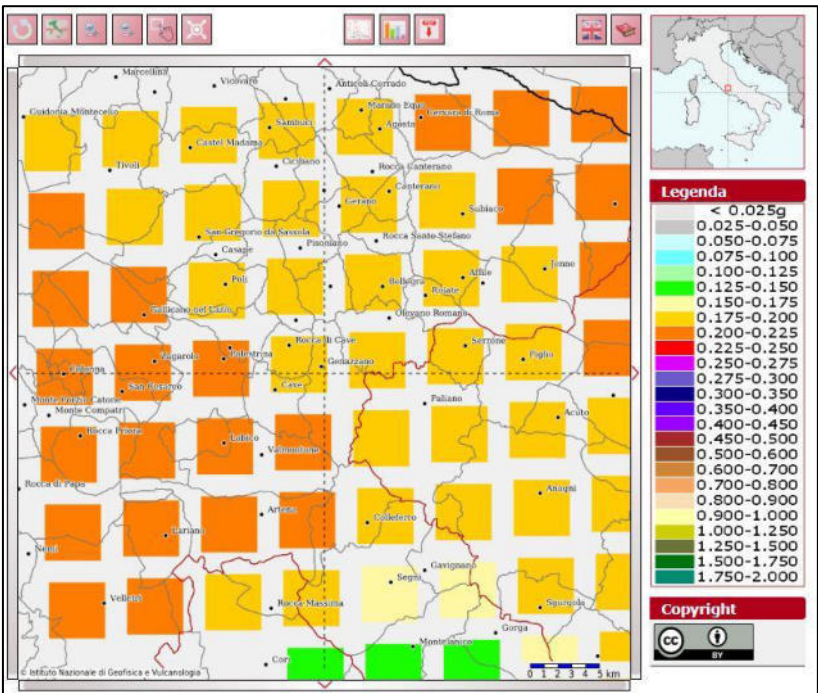 Marcellina
Vicovaro
Anticoli Corrado
Guidonia Montecelio
Marano Equo
Cervara di Roma
Sambuci
Agosta
Castel Madama
Ciciliano
Tivoli
Rocca Canterano
Canterano
Gerano
Subiaco
San Gregorio da Sassola
Pisoniano
Rocca Santo Stefano
Casape
Jenne
Poli
Affile
Bellegra
Roiate
Gallicano nel Lazio
Olevano Romano
Rocca di Cave
Serrone
Zagarolo
Palestrina
Genazzano
Piglio
Colonna
San Cesareo
Cave
Monte Porzio Catone
Monte Compatri
Paliano
Acuto
Rocca Priora
Labico
Valmontone
Rocca di Papa
Anagni
Artena
Colleferro
Lariano
Nemi
Gavignano
Segni
Velletri
Rocca Massima
Sgurgola
Gorga
Montelanico
Cori
© Istituto Nazionale di Geofisica e Vulcanologia
0 1 2 3 4 5 km
Legenda
< 0.025g
0.025-0.050
0.050-0.075
0.075-0.100
0.100-0.125
0.125-0.150
0.150-0.175
0.175-0.200
0.200-0.225
0.225-0.250
0.250-0.275
0.275-0.300
0.300-0.350
0.350-0.400
0.400-0.450
0.450-0.500
0.500-0.600
0.600-0.700
0.700-0.800
0.800-0.900
0.900-1.000
1.000-1.250
1.250-1.500
1.500-1.750
1.750-2.000
Copyright
cc
BY